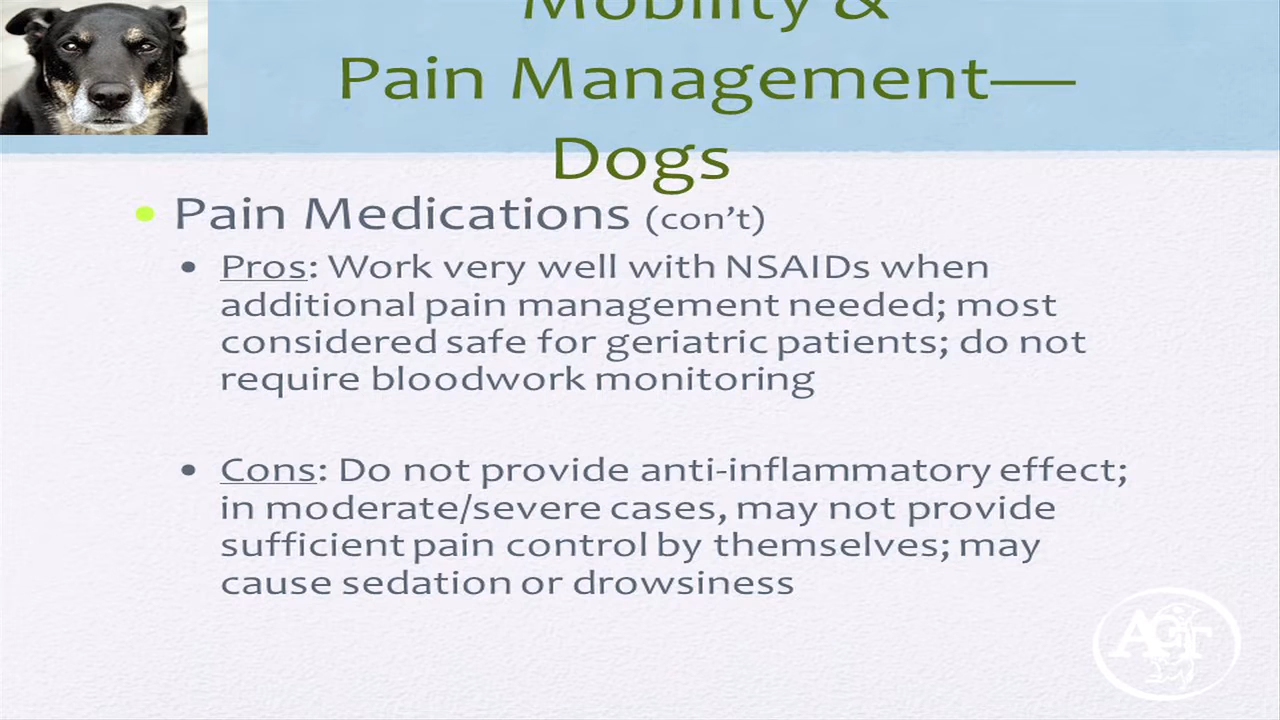 Mobility &
Pain Management—
Dogs
• Pain Medications (con’t)
• Pros: Work very well with NSAIDs when
additional pain management needed; most
considered safe for geriatric patients; do not
require bloodwork monitoring
• Cons: Do not provide anti-inflammatory effect;
in moderate/severe cases, may not provide
sufficient pain control by themselves; may
cause sedation or drowsiness